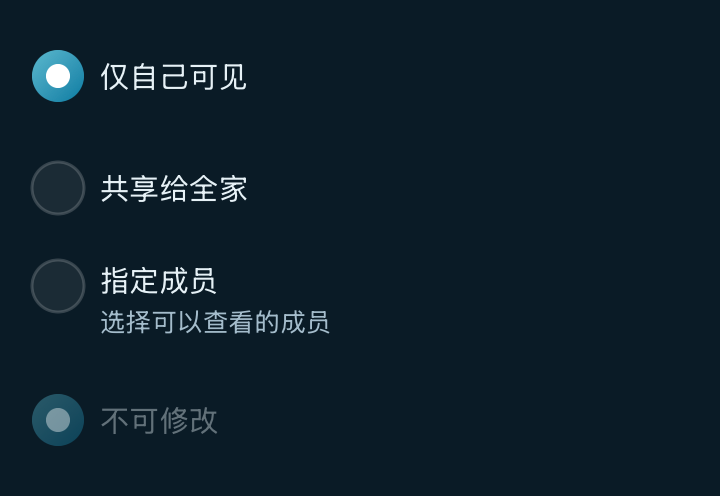 仅自己可见
共享给全家
指定成员
选择可以查看的成员
不可修改